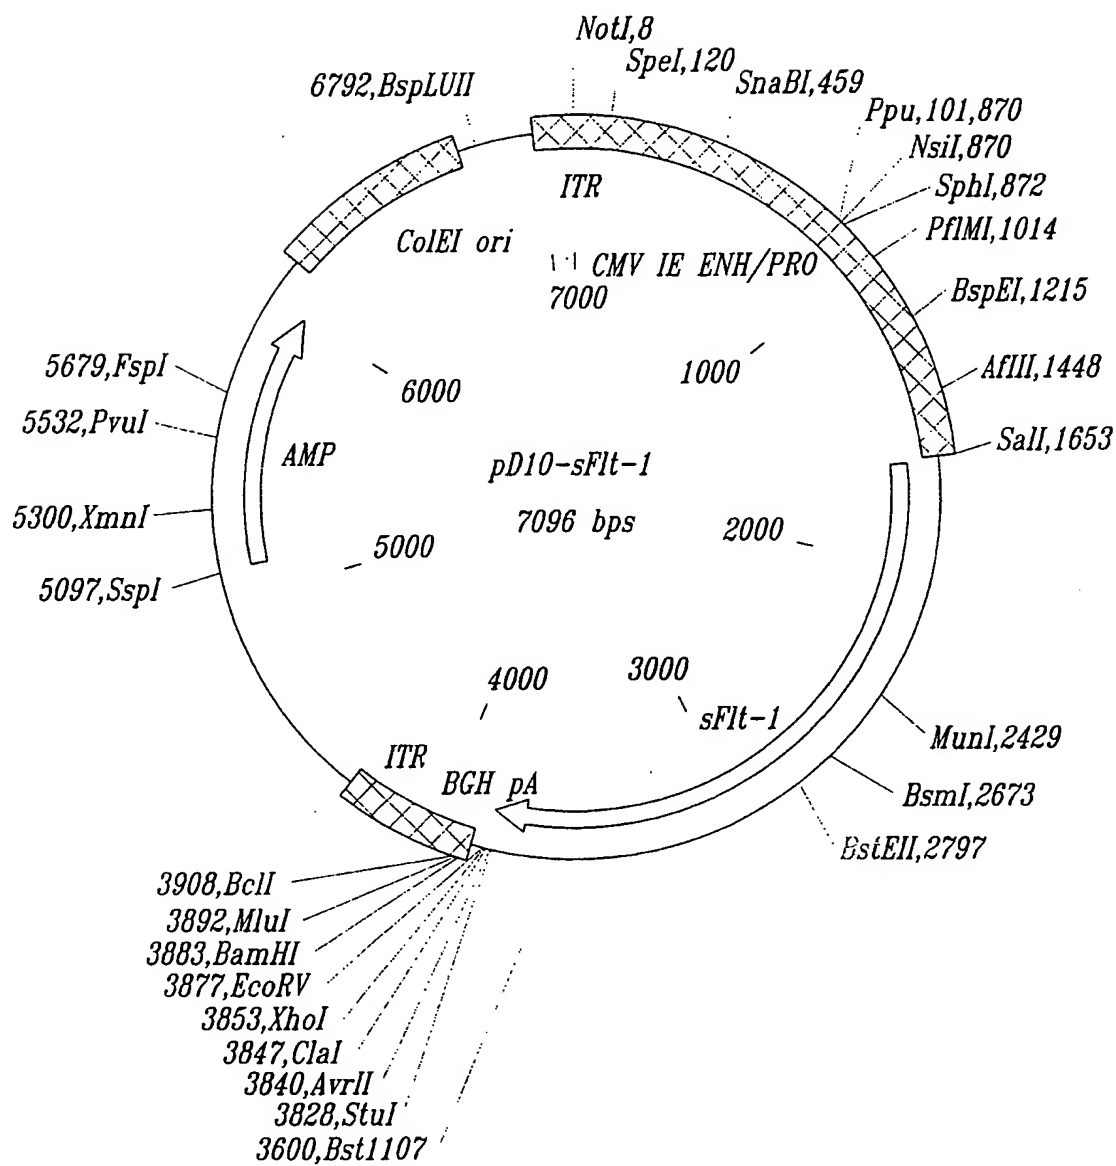 NotI,8
SpeI,120
SnaBI,459
6792,BspLUII
Ppu,101,870
NsiI,870
SphI,872
PflMI,1014
ITR
ColEI ori
CMV IE ENH/PRO
7000
BspEI,1215
5679,FspI
6000
1000
AflII,1448
5532,PvuI
SalI,1653
AMP
pD10-sFlt-1
5300,XmnI
7096 bps
2000
5000
5097,SspI
4000
3000
sFlt-1
MunI,2429
ITR
BGH pA
BsmI,2673
BstEII,2797
3908,BclI
3892,MluI
3883,BamHI
3877,EcoRV
3853,XhoI
3847,ClaI
3840,AvrII
3828,StuI
3600,Bst1107